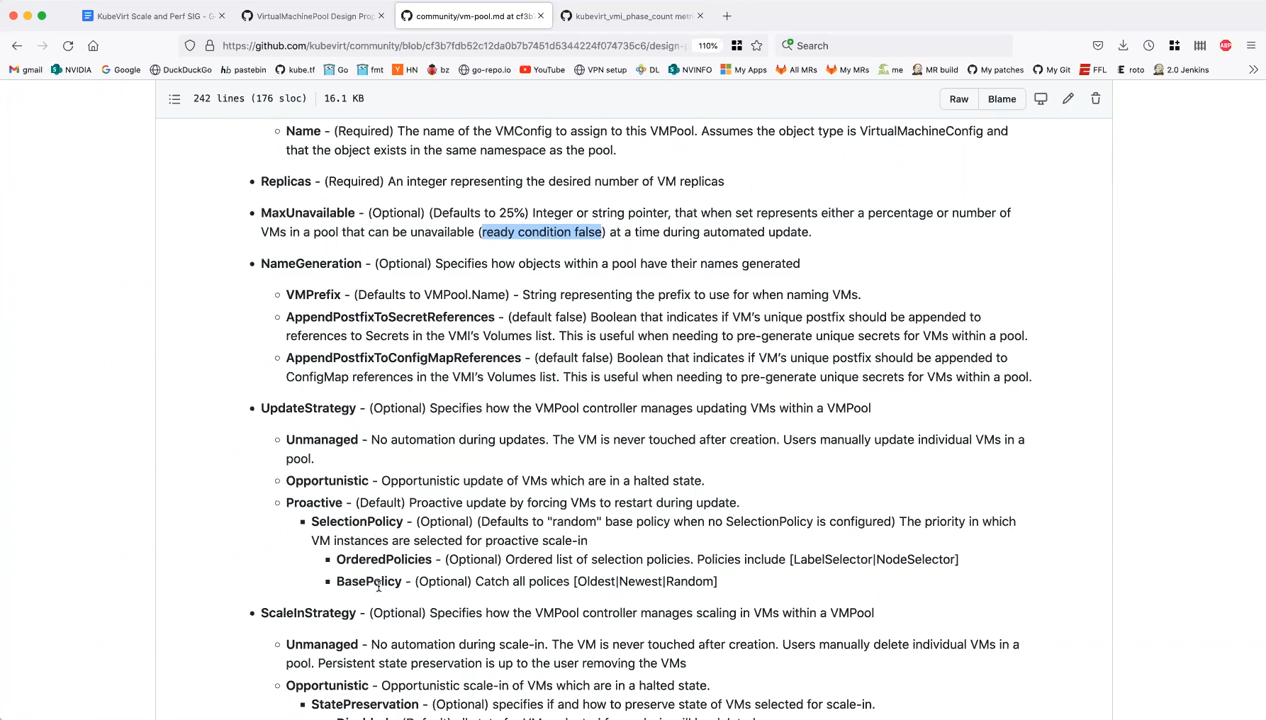 KubeVirt Scale and Perf SIG - G
VirtualMachinePool Design Prop
community/vm-pool.md at cf3b
kubevirt_vmi_phase_count metr
https://github.com/kubevirt/community/blob/cf3b7fdb52c12da0b7b7451d5344224f074735c6/design-p
110%
Search
gmail
NVIDIA
Google
DuckDuckGo
hpastebin
kube.tf
Go
fmt
HN
bz
go-repo.io
YouTube
VPN setup
DL
NVINFO
My Apps
All MRs
My MRs
me
MR build
My patches
My Git
FFL
eroto
2.0 Jenkins
242 lines (176 sloc)
16.1 KB
Raw
Blame
Name - (Required) The name of the VMConfig to assign to this VMPool. Assumes the object type is VirtualMachineConfig and
that the object exists in the same namespace as the pool.
Replicas - (Required) An integer representing the desired number of VM replicas
MaxUnavailable - (Optional) (Defaults to 25%) Integer or string pointer, that when set represents either a percentage or number of
VMs in a pool that can be unavailable (ready condition false) at a time during automated update.
NameGeneration - (Optional) Specifies how objects within a pool have their names generated
VMPrefix - (Defaults to VMPool.Name) - String representing the prefix to use for when naming VMs.
AppendPostfixToSecretReferences - (default false) Boolean that indicates if VM's unique postfix should be appended to
references to Secrets in the VMI's Volumes list. This is useful when needing to pre-generate unique secrets for VMs within a pool.
AppendPostfixToConfigMapReferences - (default false) Boolean that indicates if VM's unique postfix should be appended to
ConfigMap references in the VMI's Volumes list. This is useful when needing to pre-generate unique secrets for VMs within a pool.
UpdateStrategy - (Optional) Specifies how the VMPool controller manages updating VMs within a VMPool
Unmanaged - No automation during updates. The VM is never touched after creation. Users manually update individual VMs in a
pool.
Opportunistic - Opportunistic update of VMs which are in a halted state.
Proactive - (Default) Proactive update by forcing VMs to restart during update.
SelectionPolicy - (Optional) (Defaults to "random" base policy when no SelectionPolicy is configured) The priority in which
VM instances are selected for proactive scale-in
OrderedPolicies - (Optional) Ordered list of selection policies. Policies include [LabelSelector|NodeSelector]
BasePolicy - (Optional) Catch all polices [Oldest|Newest|Random]
ScaleInStrategy - (Optional) Specifies how the VMPool controller manages scaling in VMs within a VMPool
Unmanaged - No automation during scale-in. The VM is never touched after creation. Users manually delete individual VMs in a
pool. Persistent state preservation is up to the user removing the VMs
Opportunistic - Opportunistic scale-in of VMs which are in a halted state.
StatePreservation - (Optional) specifies if and how to preserve state of VMs selected for scale-in.